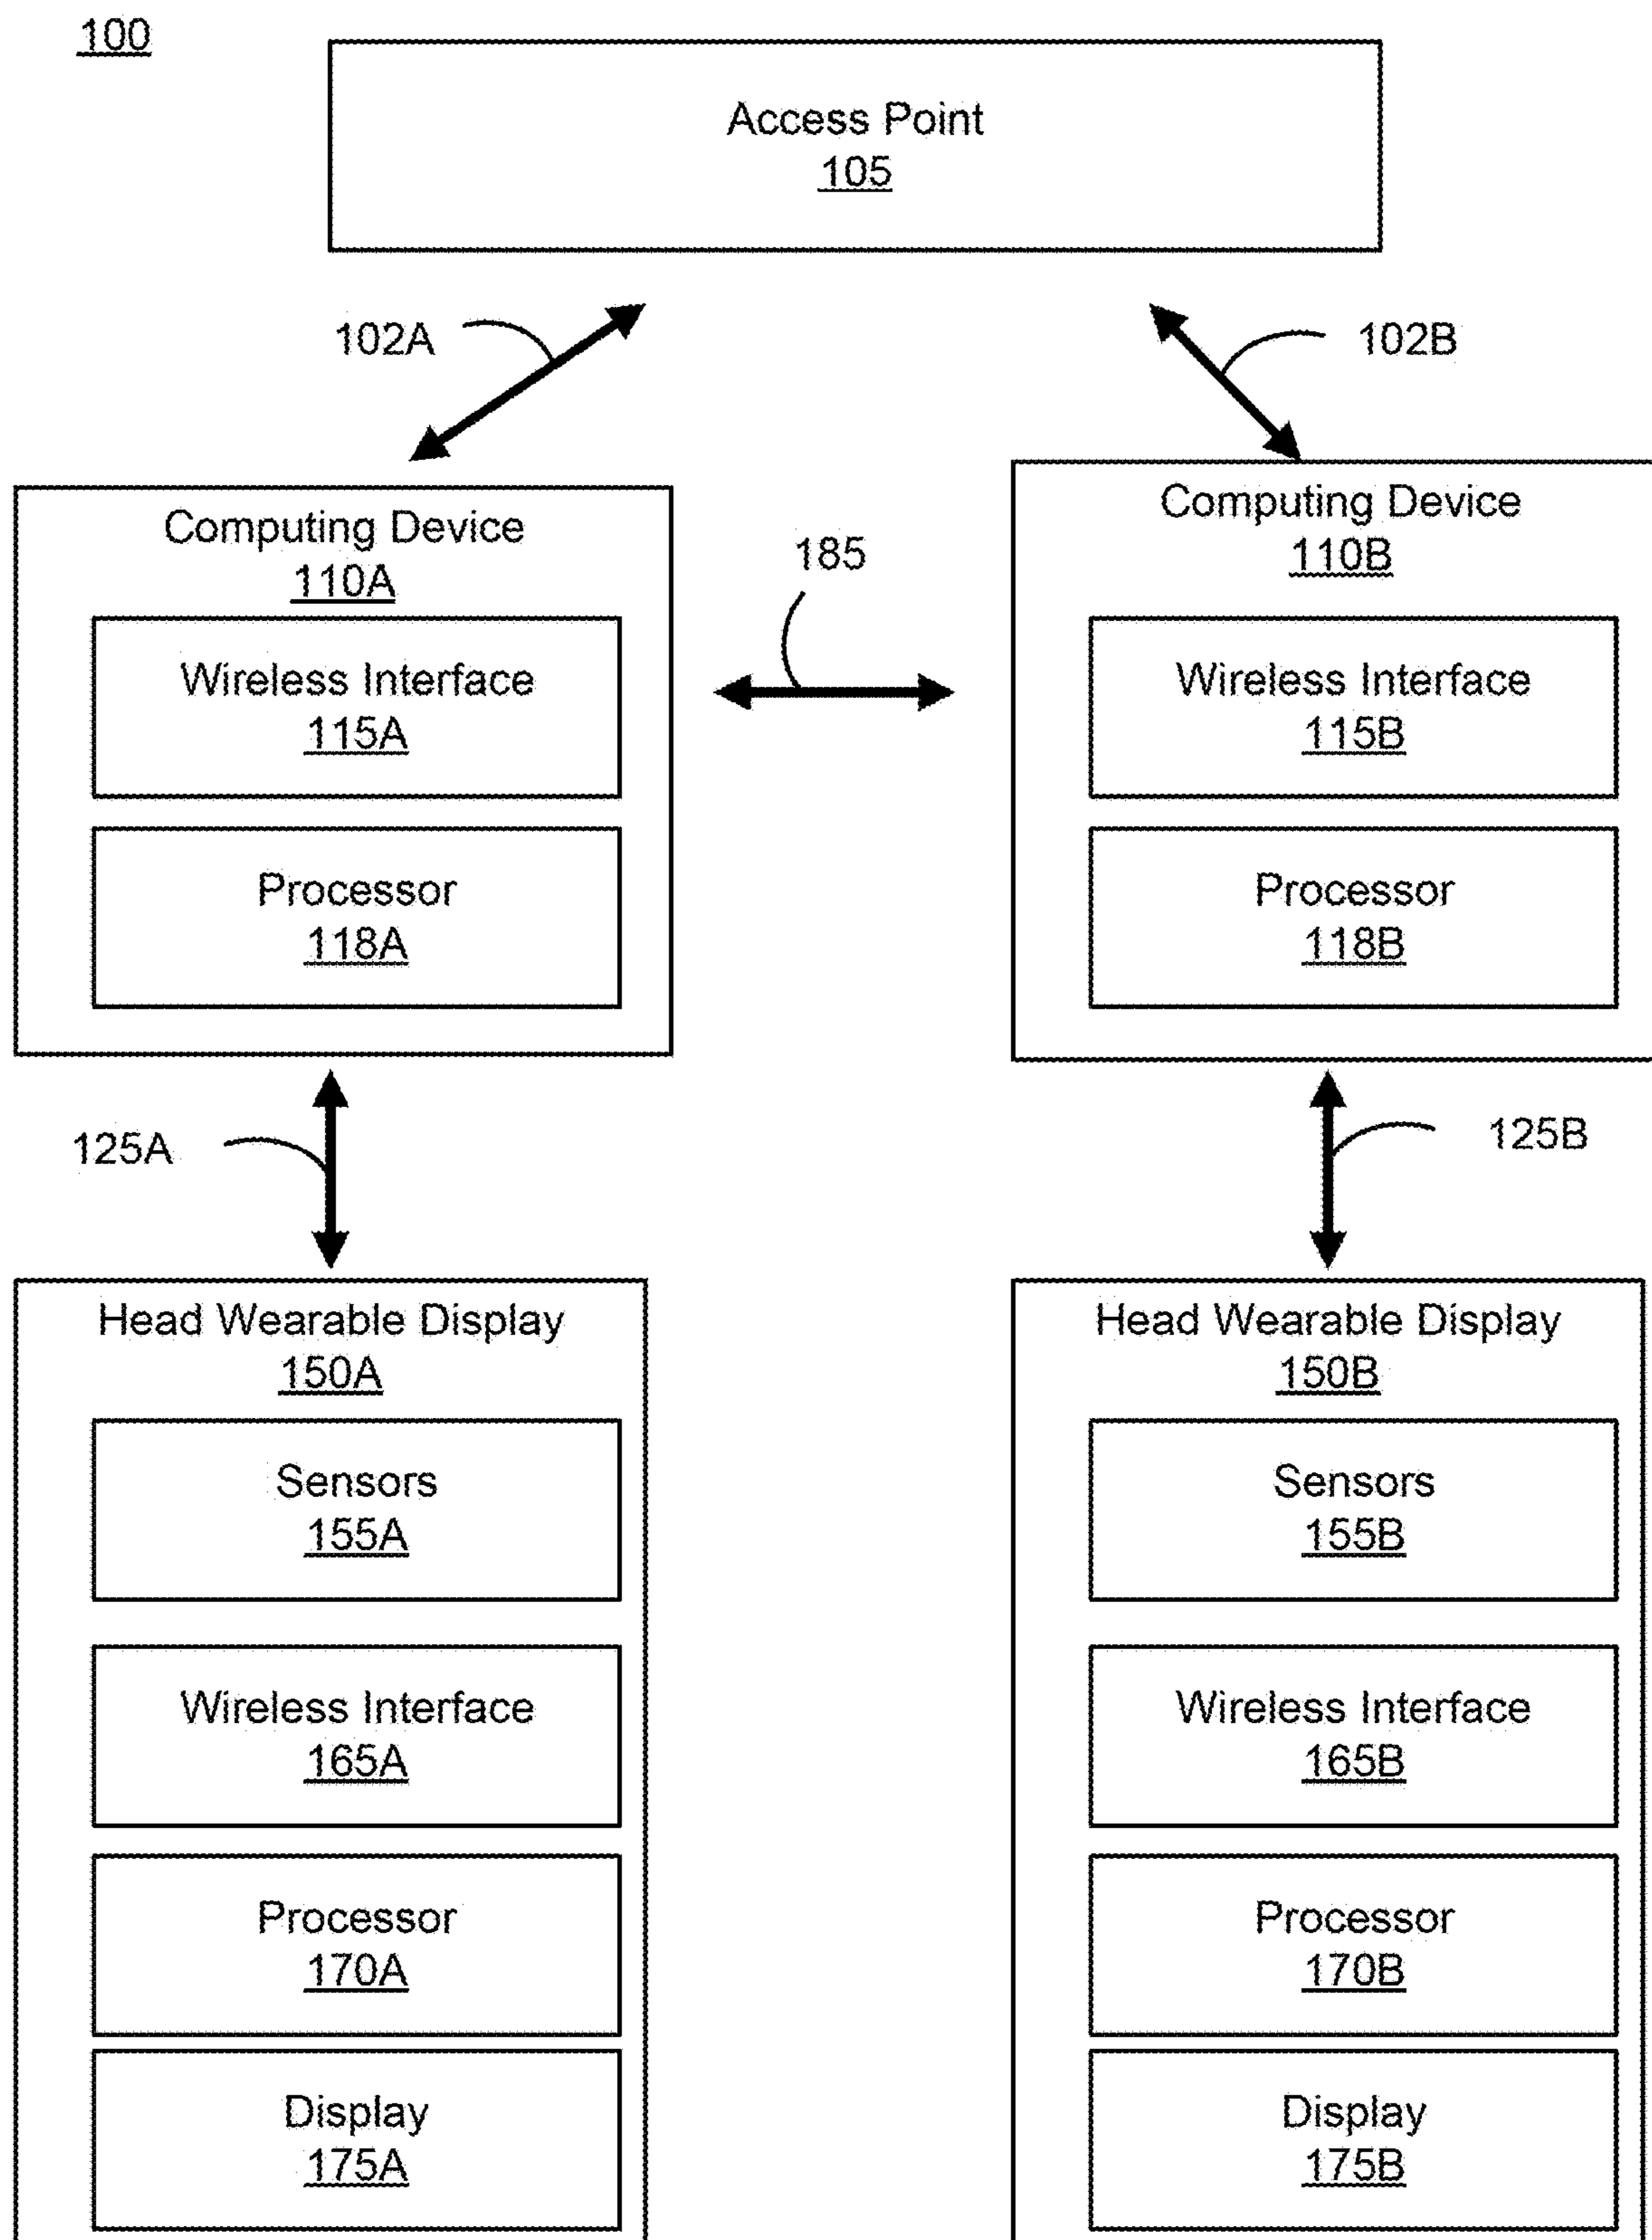 100
Access Point
105
102A
102B
Computing Device
110A
Wireless Interface
115A
Processor
118A
185
Computing Device
110B
Wireless Interface
115B
Processor
118B
125A
125B
Head Wearable Display
150A
Sensors
155A
Wireless Interface
165A
Processor
170A
Display
175A
Head Wearable Display
150B
Sensors
155B
Wireless Interface
165B
Processor
170B
Display
175B